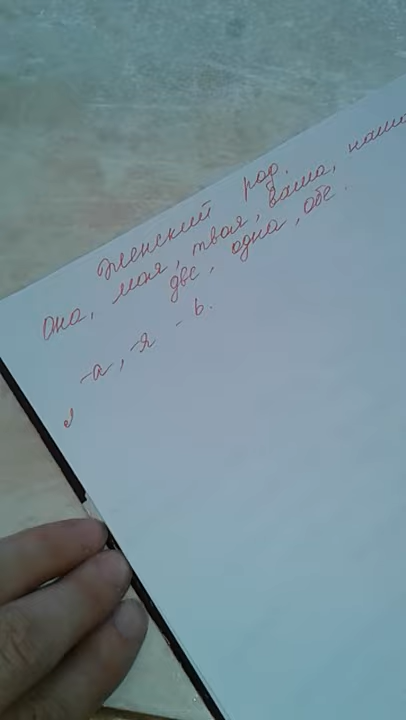 Женский род.
Она, моя, твоя, ваша, наша
две, одна, обе.
-а, -я -ь.